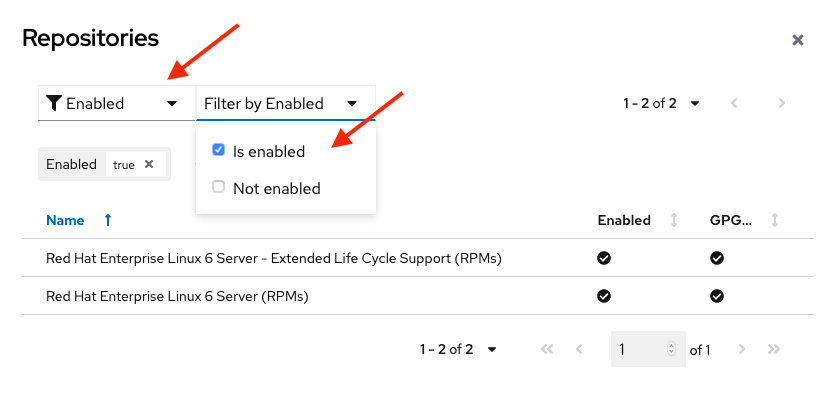 Repositories
Enabled Filter by Enabled 1 - 2 of 2
Is enabled
Enabled true
Not enabled
Name Enabled GPG...
Red Hat Enterprise Linux 6 Server - Extended Life Cycle Support (RPMs)
Red Hat Enterprise Linux 6 Server (RPMs)
1 - 2 of 2 1 of 1